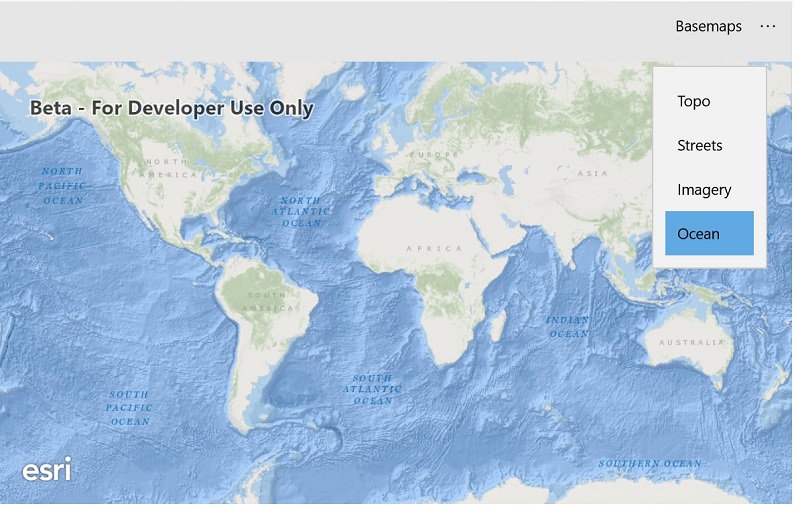 Basemaps ...
Topo
Streets
Imagery
Ocean
Beta - For Developer Use Only
NORTH
PACIFIC
OCEAN
NORTH
AMERICA
NORTH
ATLANTIC
OCEAN
EUROPE
ASIA
AFRICA
SOUTH
AMERICA
INDIAN
OCEAN
AUSTRALIA
SOUTH
PACIFIC
OCEAN
SOUTH
ATLANTIC
OCEAN
SOUTHERN OCEAN
esri